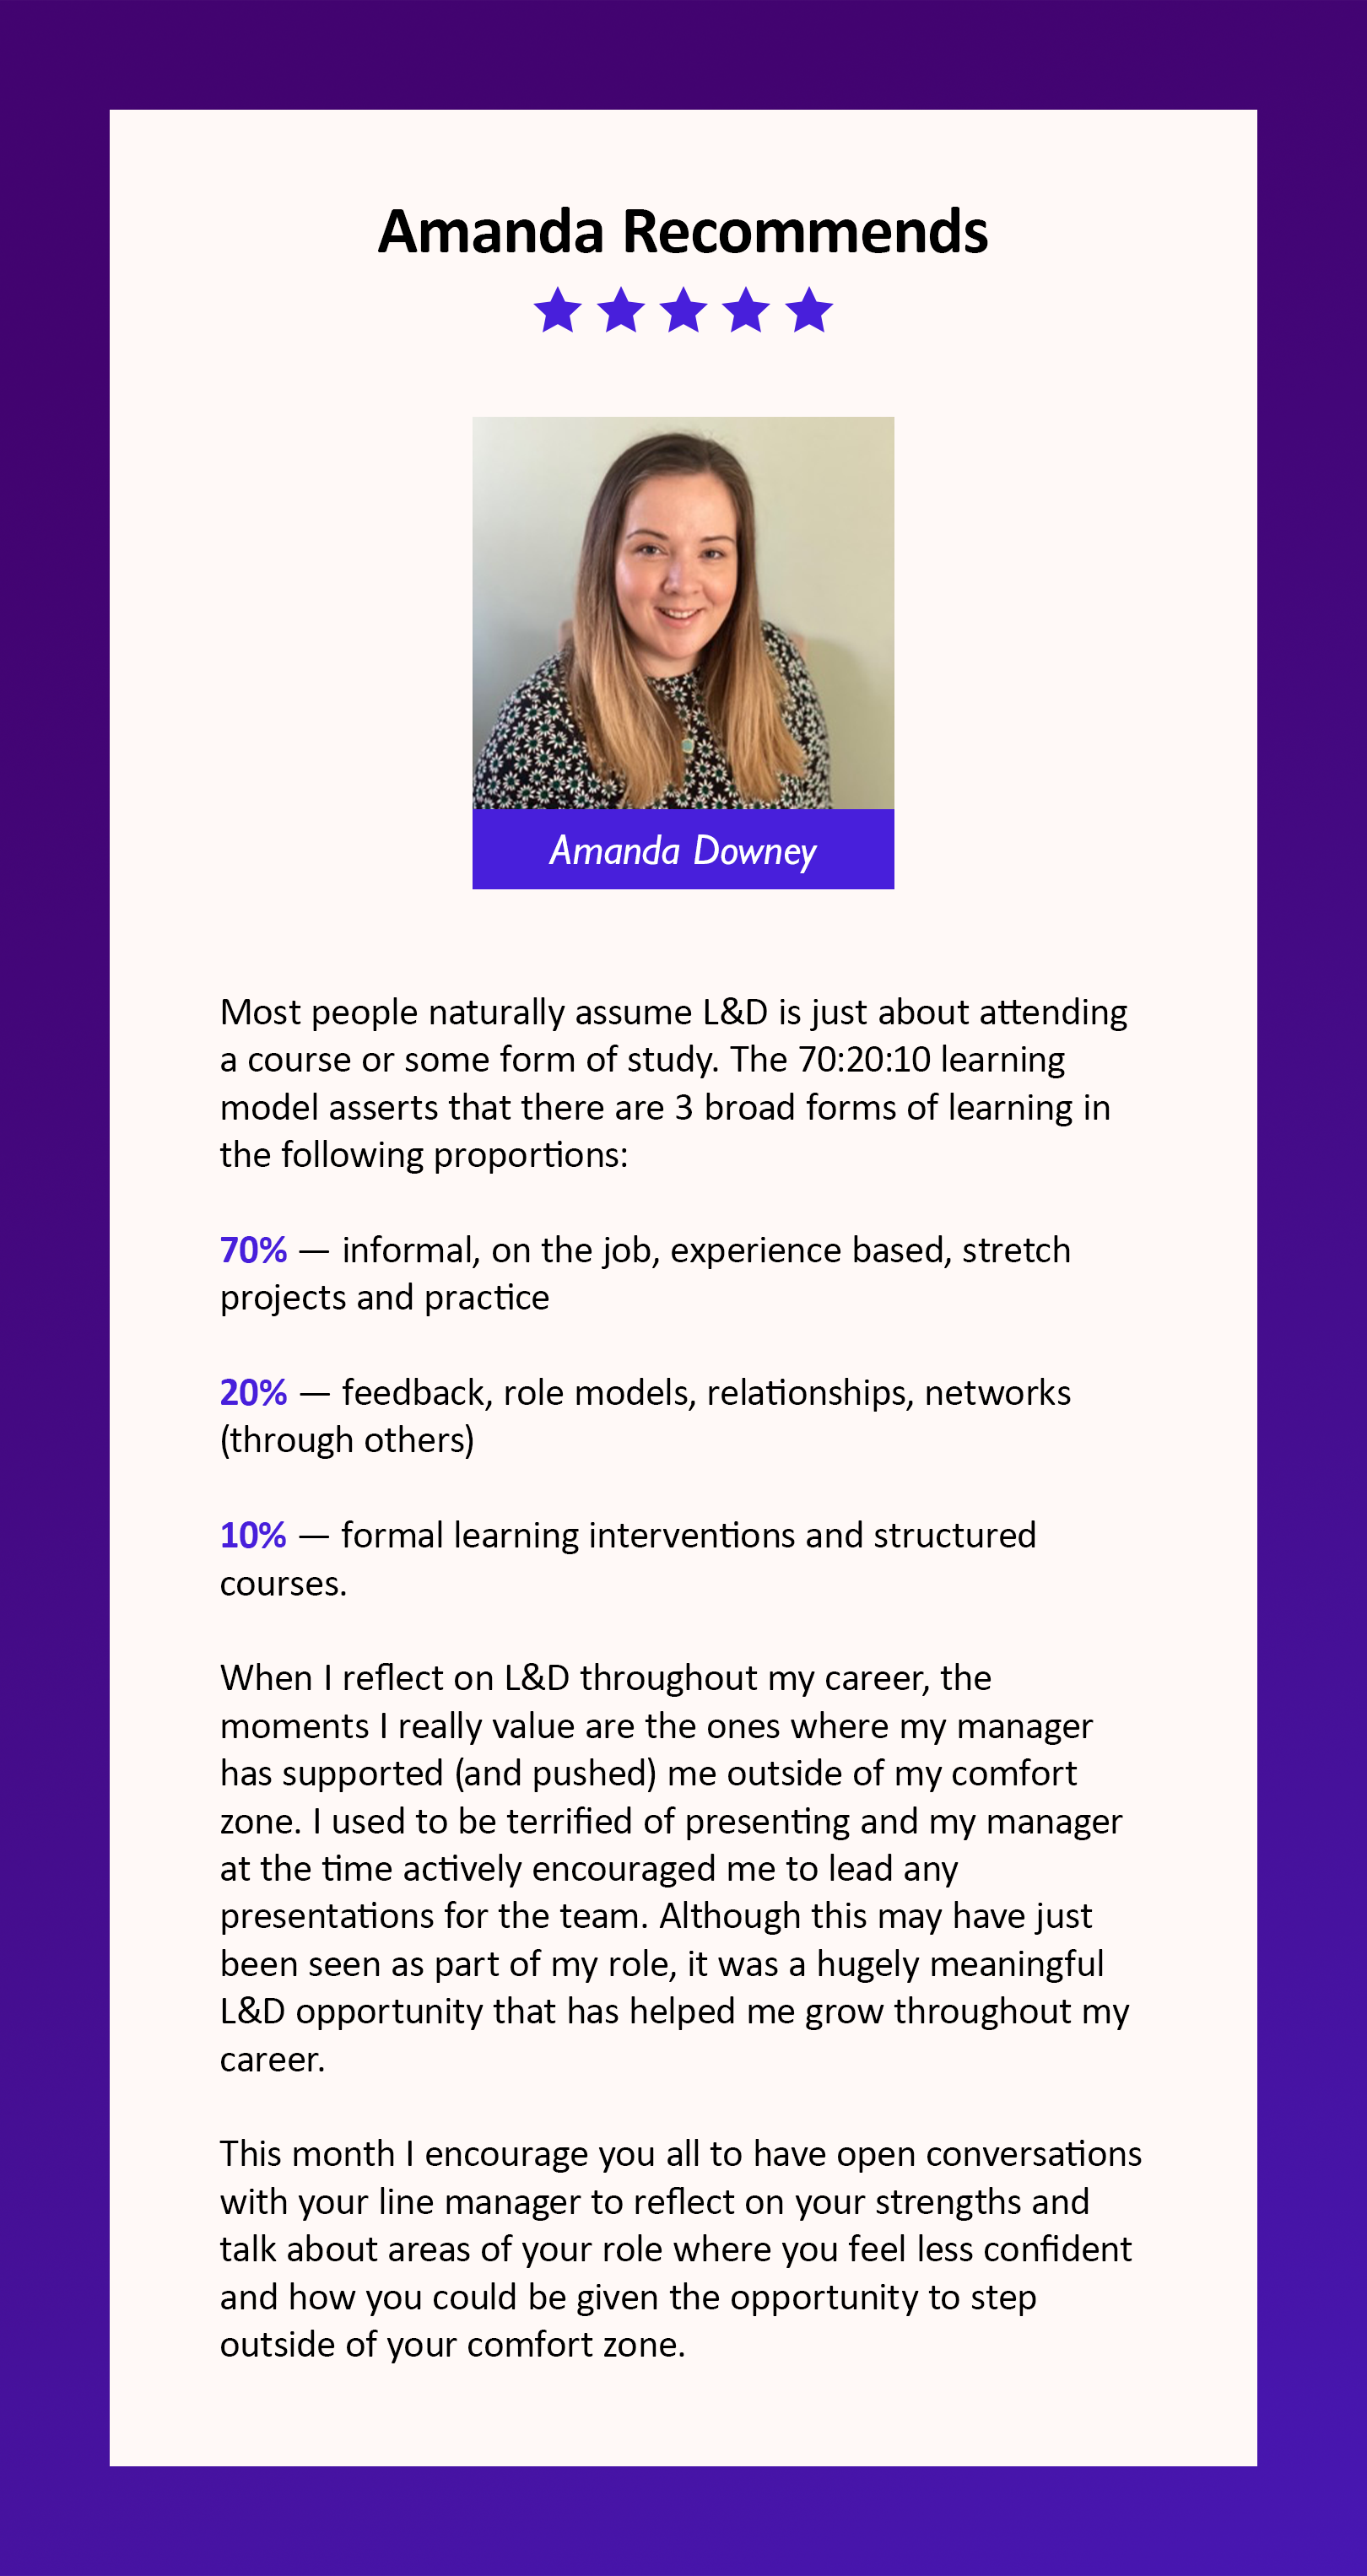 Amanda Recommends
Amanda Downey
Most people naturally assume L&D is just about attending
a course or some form of study. The 70:20:10 learning
model asserts that there are 3 broad forms of learning in
the following proportions:
70% — informal, on the job, experience based, stretch
projects and practice
20% — feedback, role models, relationships, networks
(through others)
10% — formal learning interventions and structured
courses.
When I reflect on L&D throughout my career, the
moments I really value are the ones where my manager
has supported (and pushed) me outside of my comfort
zone. I used to be terrified of presenting and my manager
at the time actively encouraged me to lead any
presentations for the team. Although this may have just
been seen as part of my role, it was a hugely meaningful
L&D opportunity that has helped me grow throughout my
career.
This month I encourage you all to have open conversations
with your line manager to reflect on your strengths and
talk about areas of your role where you feel less confident
and how you could be given the opportunity to step
outside of your comfort zone.